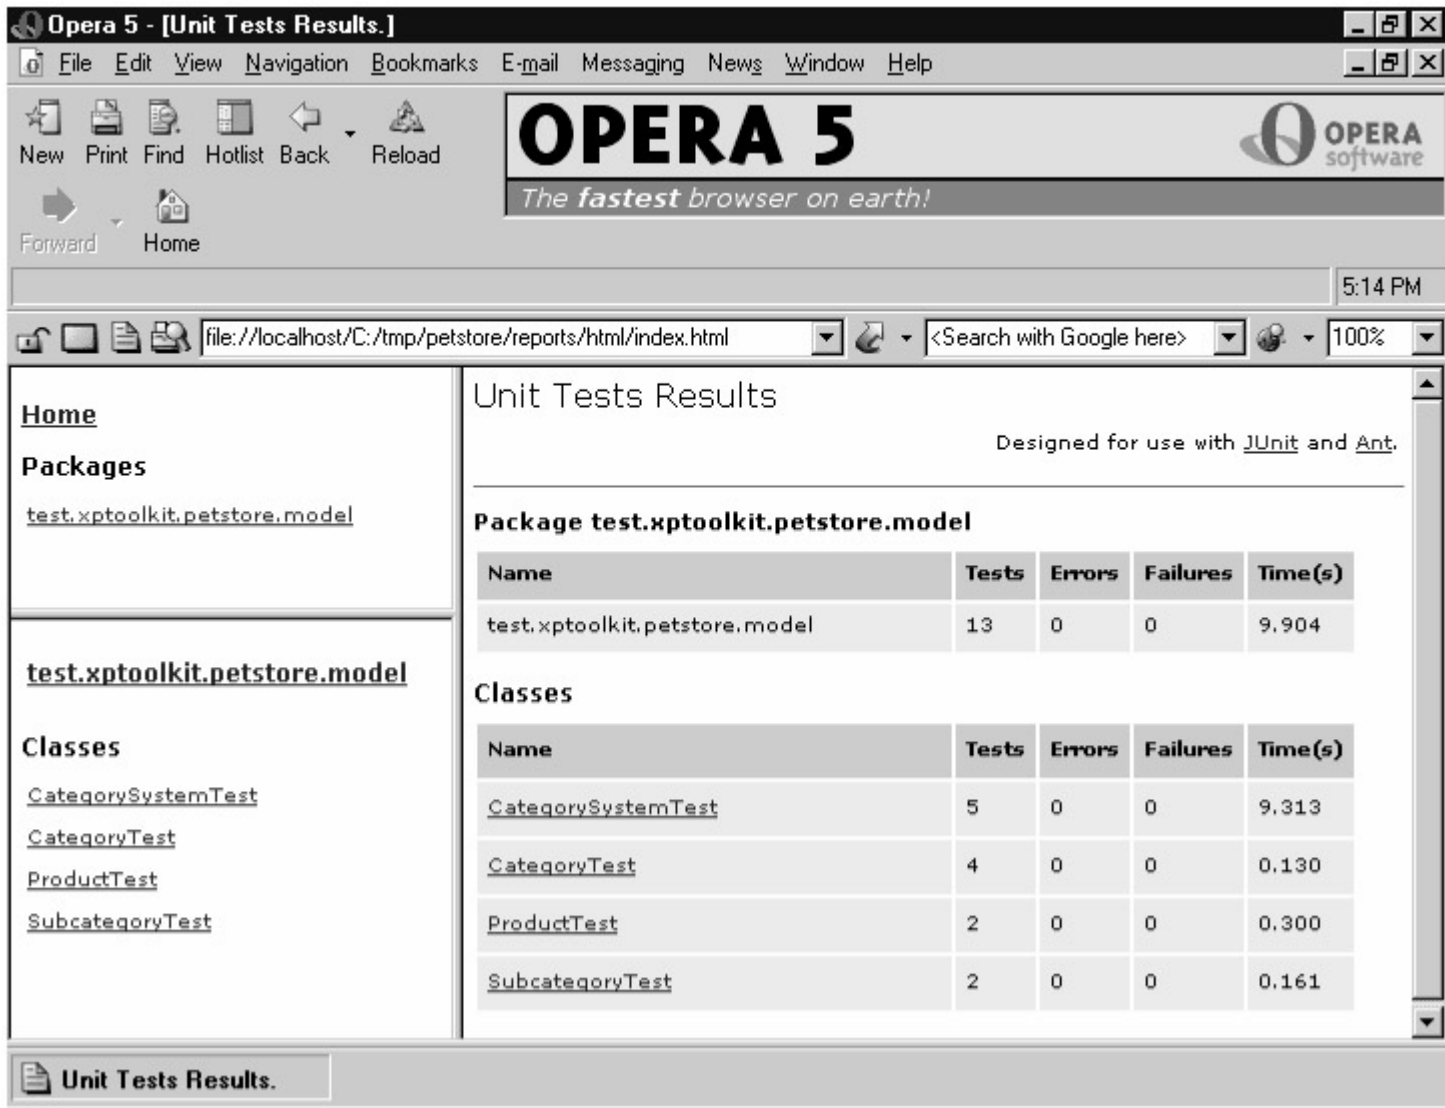 Opera 5 - [Unit Tests Results.]
File Edit View Navigation Bookmarks E-mail Messaging News Window Help
New Print Find Hotlist Back Reload
OPERA 5
OPERA
software
The fastest browser on earth!
Forward Home
5:14 PM
file://localhost/C:/tmp/petstore/reports/html/index.html <Search with Google here> 100%
Home
Packages
test.xptoolkit.petstore.model
test.xptoolkit.petstore.model
Classes
CategorySystemTest
CategoryTest
ProductTest
SubcategoryTest
Unit Tests Results
Designed for use with JUnit and Ant.
Package test.xptoolkit.petstore.model
Name Tests Errors Failures Time(s)
test.xptoolkit.petstore.model 13 0 0 9.904
Classes
Name Tests Errors Failures Time(s)
CategorySystemTest 5 0 0 9.313
CategoryTest 4 0 0 0.130
ProductTest 2 0 0 0.300
SubcategoryTest 2 0 0 0.161
Unit Tests Results.